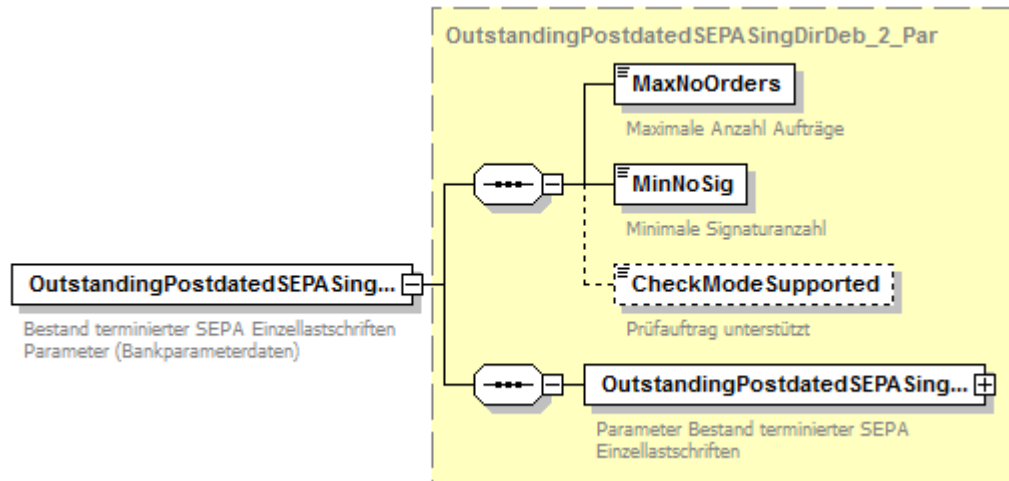 OutstandingPostdatedSEPASingDirDeb_2_Par
MaxNoOrders
Maximale Anzahl Aufträge
MinNoSig
Minimale Signaturanzahl
CheckModeSupported
Prüfauftrag unterstützt
OutstandingPostdatedSEPASing...
Bestand terminierter SEPA Einzellastschriften
Parameter (Bankparameterdaten)
OutstandingPostdatedSEPASing...
Parameter Bestand terminierter SEPA
Einzellastschriften